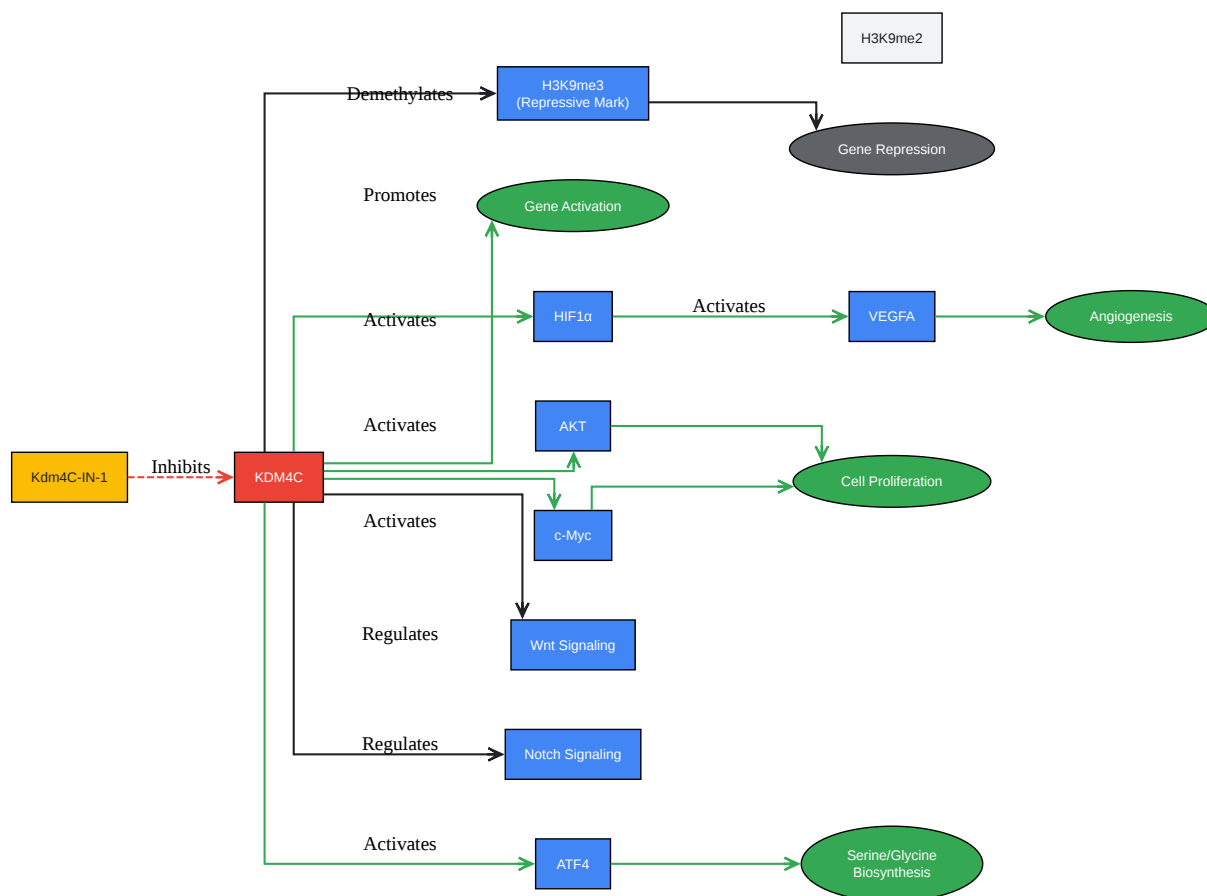 H3K9me2
Demethylates
H3K9me3
(Repressive Mark)
Gene Repression
Promotes
Gene Activation
Activates
HIF1α
Activates
VEGFA
Angiogenesis
Activates
AKT
Kdm4C-IN-1
Inhibits
KDM4C
Cell Proliferation
Activates
c-Myc
Regulates
Wnt Signaling
Regulates
Notch Signaling
Activates
ATF4
Serine/Glycine
Biosynthesis